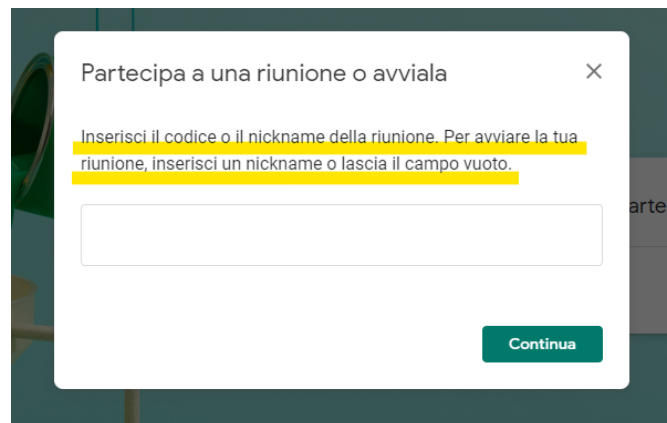 Partecipa a una riunione o avviala
Inserisci il codice o il nickname della riunione. Per avviare la tua
riunione, inserisci un nickname o lascia il campo vuoto.
arte
Continua